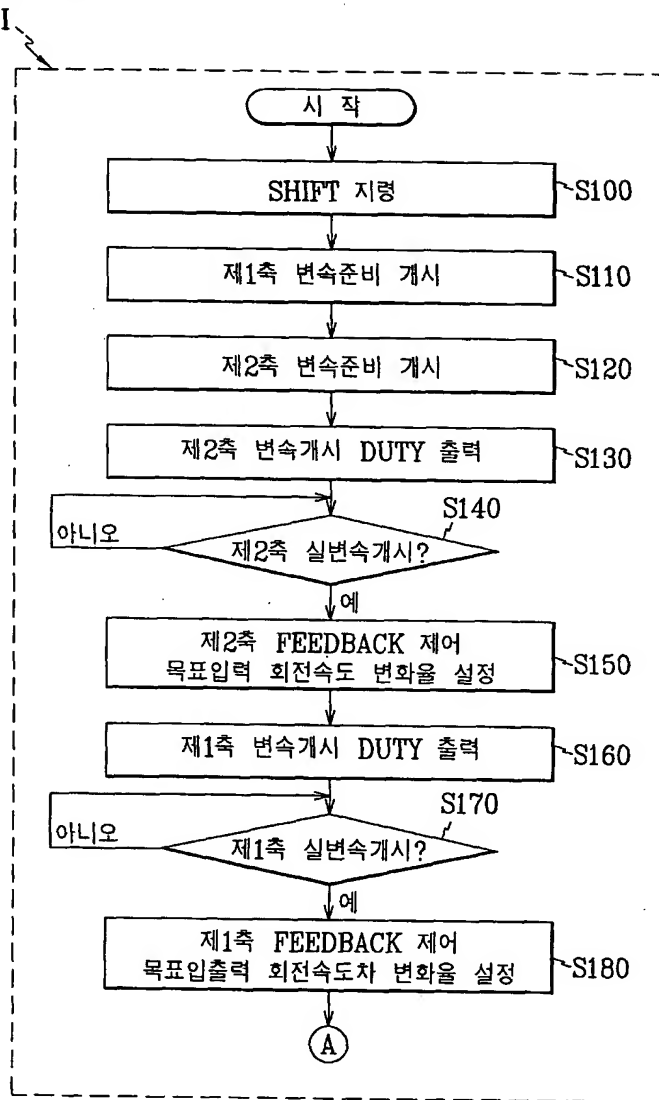 I
시 작
SHIFT 지령
S100
제1축 변속준비 개시
S110
제2축 변속준비 개시
S120
제2축 변속개시 DUTY 출력
S130
S140
아니오
제2축 실변속개시?
예
제2축 FEEDBACK 제어
목표입력 회전속도 변화율 설정
S150
제1축 변속개시 DUTY 출력
S160
S170
아니오
제1축 실변속개시?
예
제1축 FEEDBACK 제어
목표입출력 회전속도차 변화율 설정
S180
A